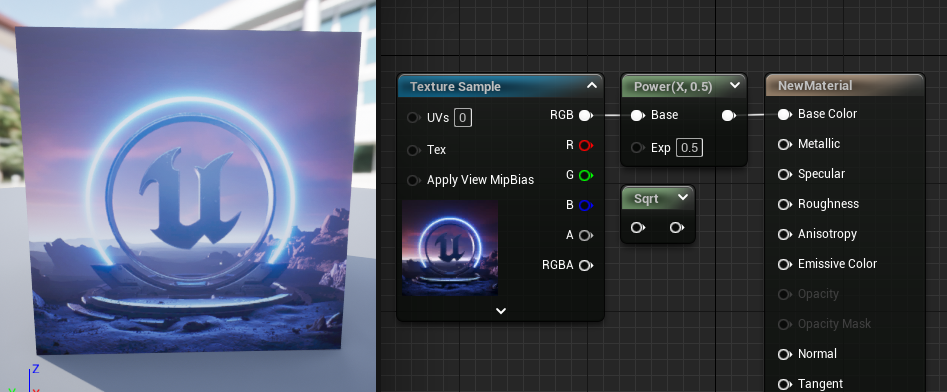 Texture Sample
UVs 0
Tex
Apply View MipBias
RGB
R
G
B
A
RGBA
Power(X, 0.5)
Base
Exp 0.5
Sqrt
NewMaterial
Base Color
Metallic
Specular
Roughness
Anisotropy
Emissive Color
Opacity
Opacity Mask
Normal
Tangent
Z